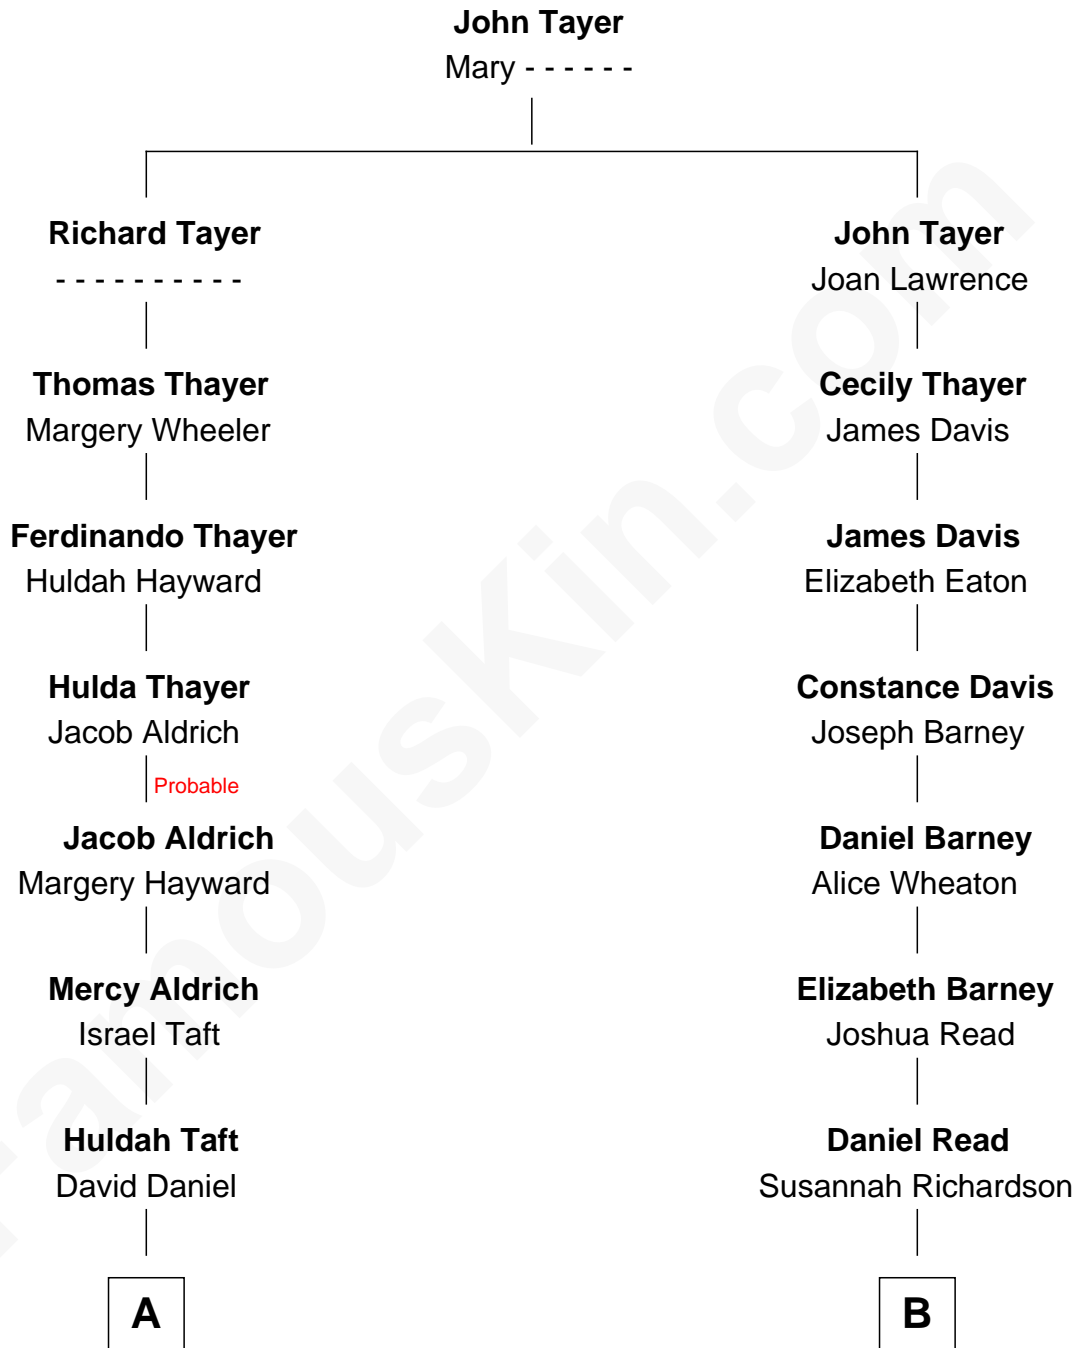 John Tayer
Mary - - - - - -
Richard Tayer
- - - - - - - - - -
John Tayer
Joan Lawrence
Thomas Thayer
Margery Wheeler
Cecily Thayer
James Davis
Ferdinando Thayer
Huldah Hayward
James Davis
Elizabeth Eaton
Hulda Thayer
Jacob Aldrich
Constance Davis
Joseph Barney
Probable
Jacob Aldrich
Margery Hayward
Daniel Barney
Alice Wheaton
Mercy Aldrich
Israel Taft
Elizabeth Barney
Joshua Read
Huldah Taft
David Daniel
Daniel Read
Susannah Richardson
A
B
FamousKin.com